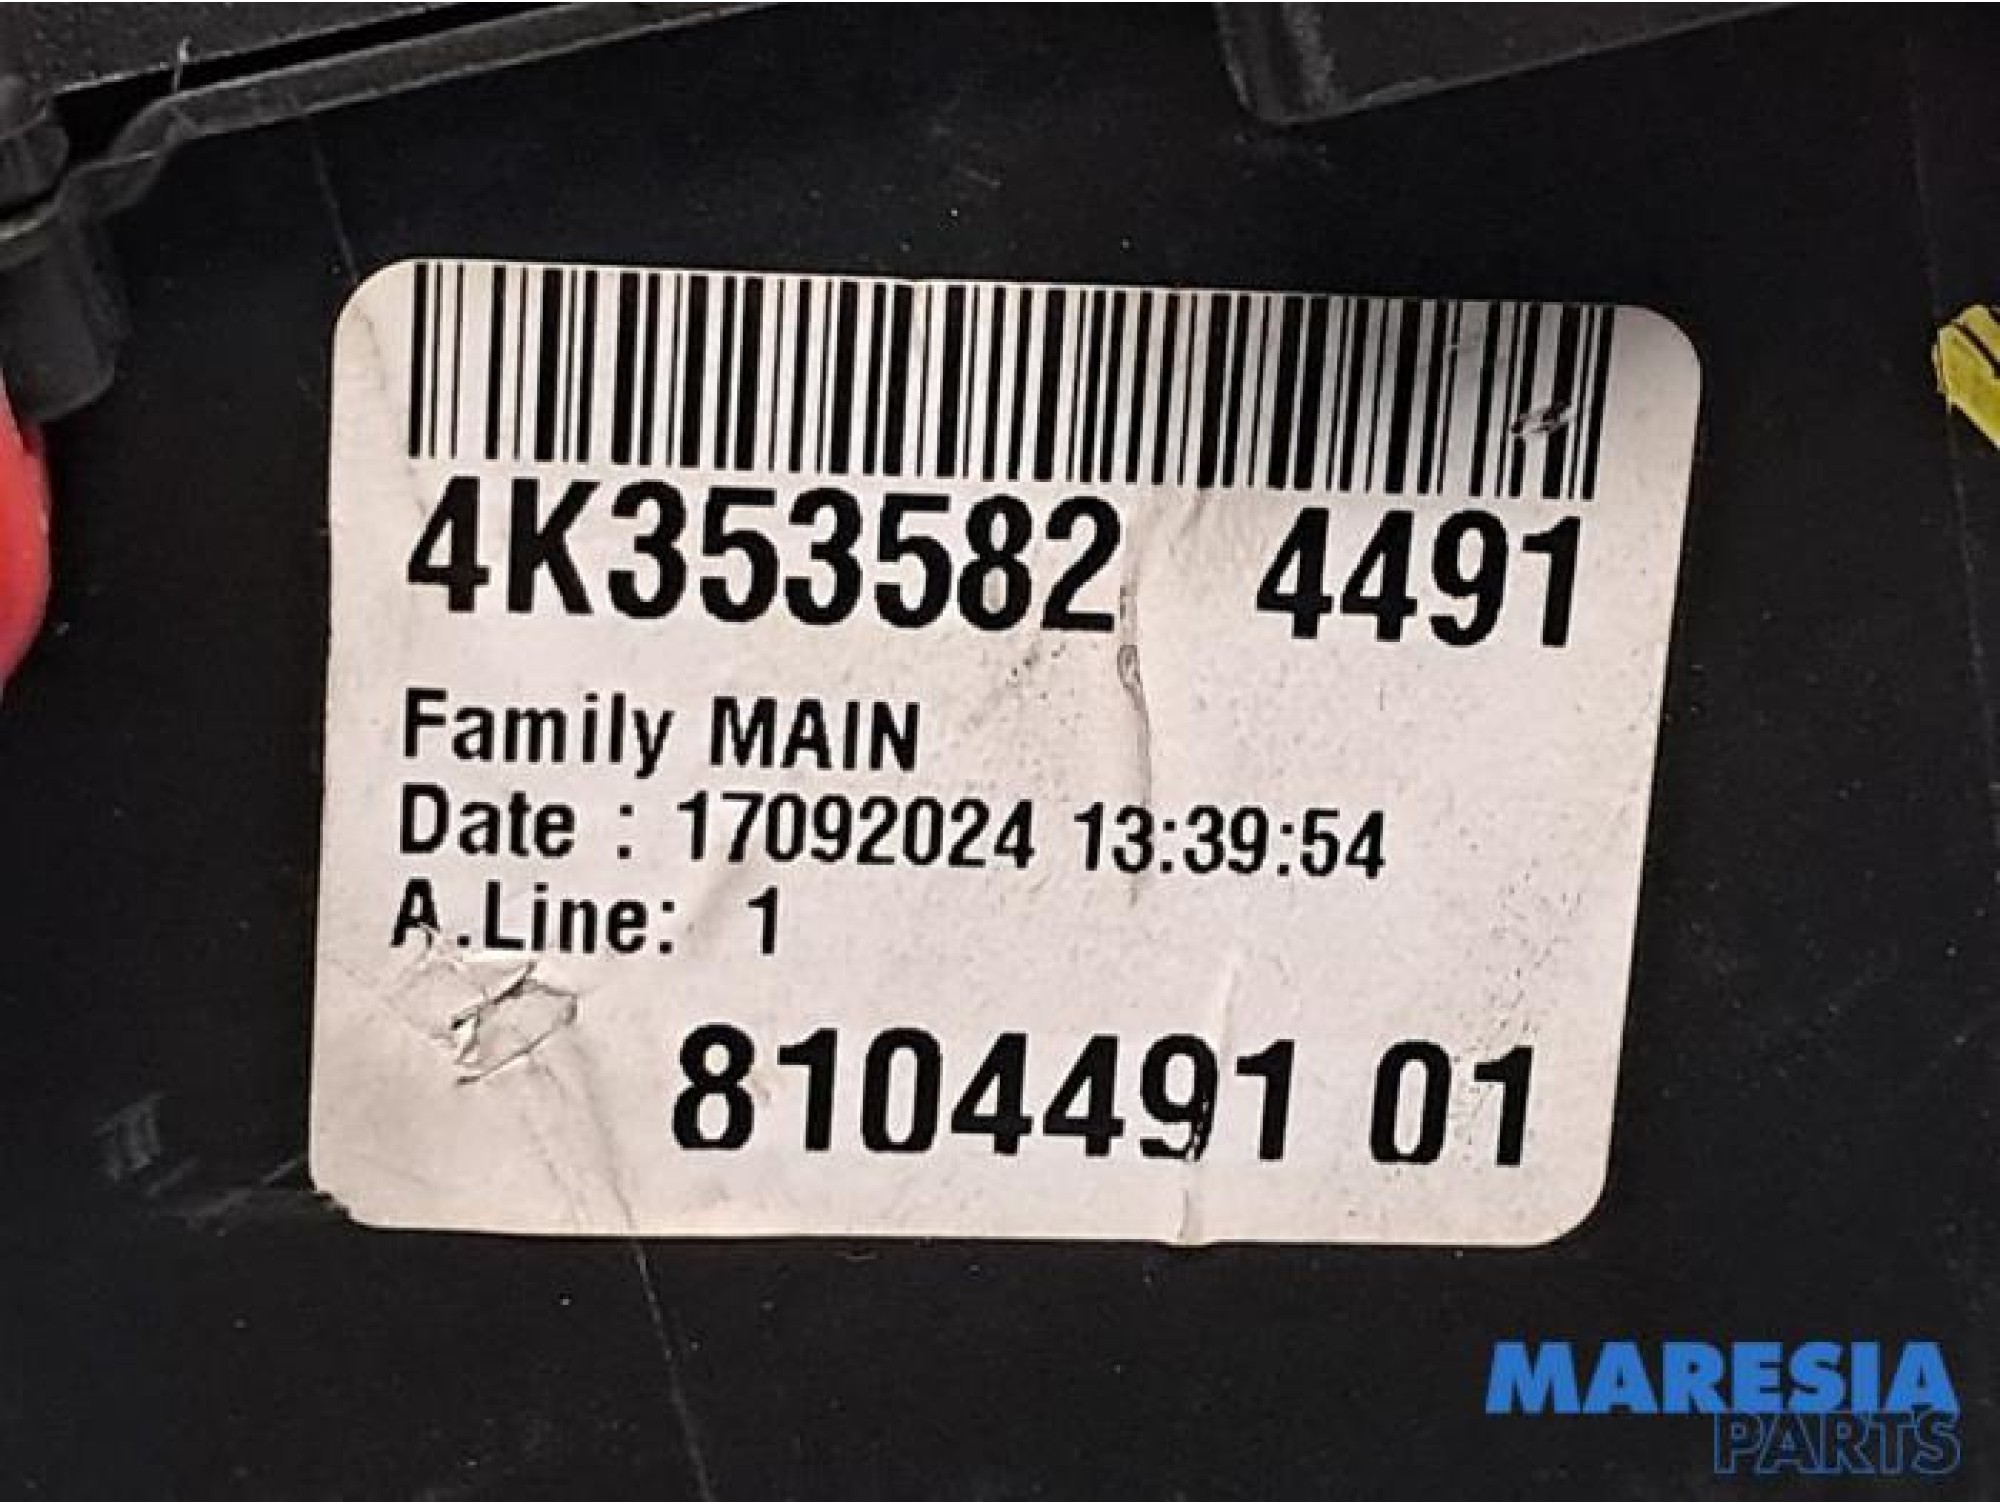 4K353582 4491
Family MAIN
Date : 17092024 13:39:54
A.Line: 1
8104491 01
MARESIA
PARTS